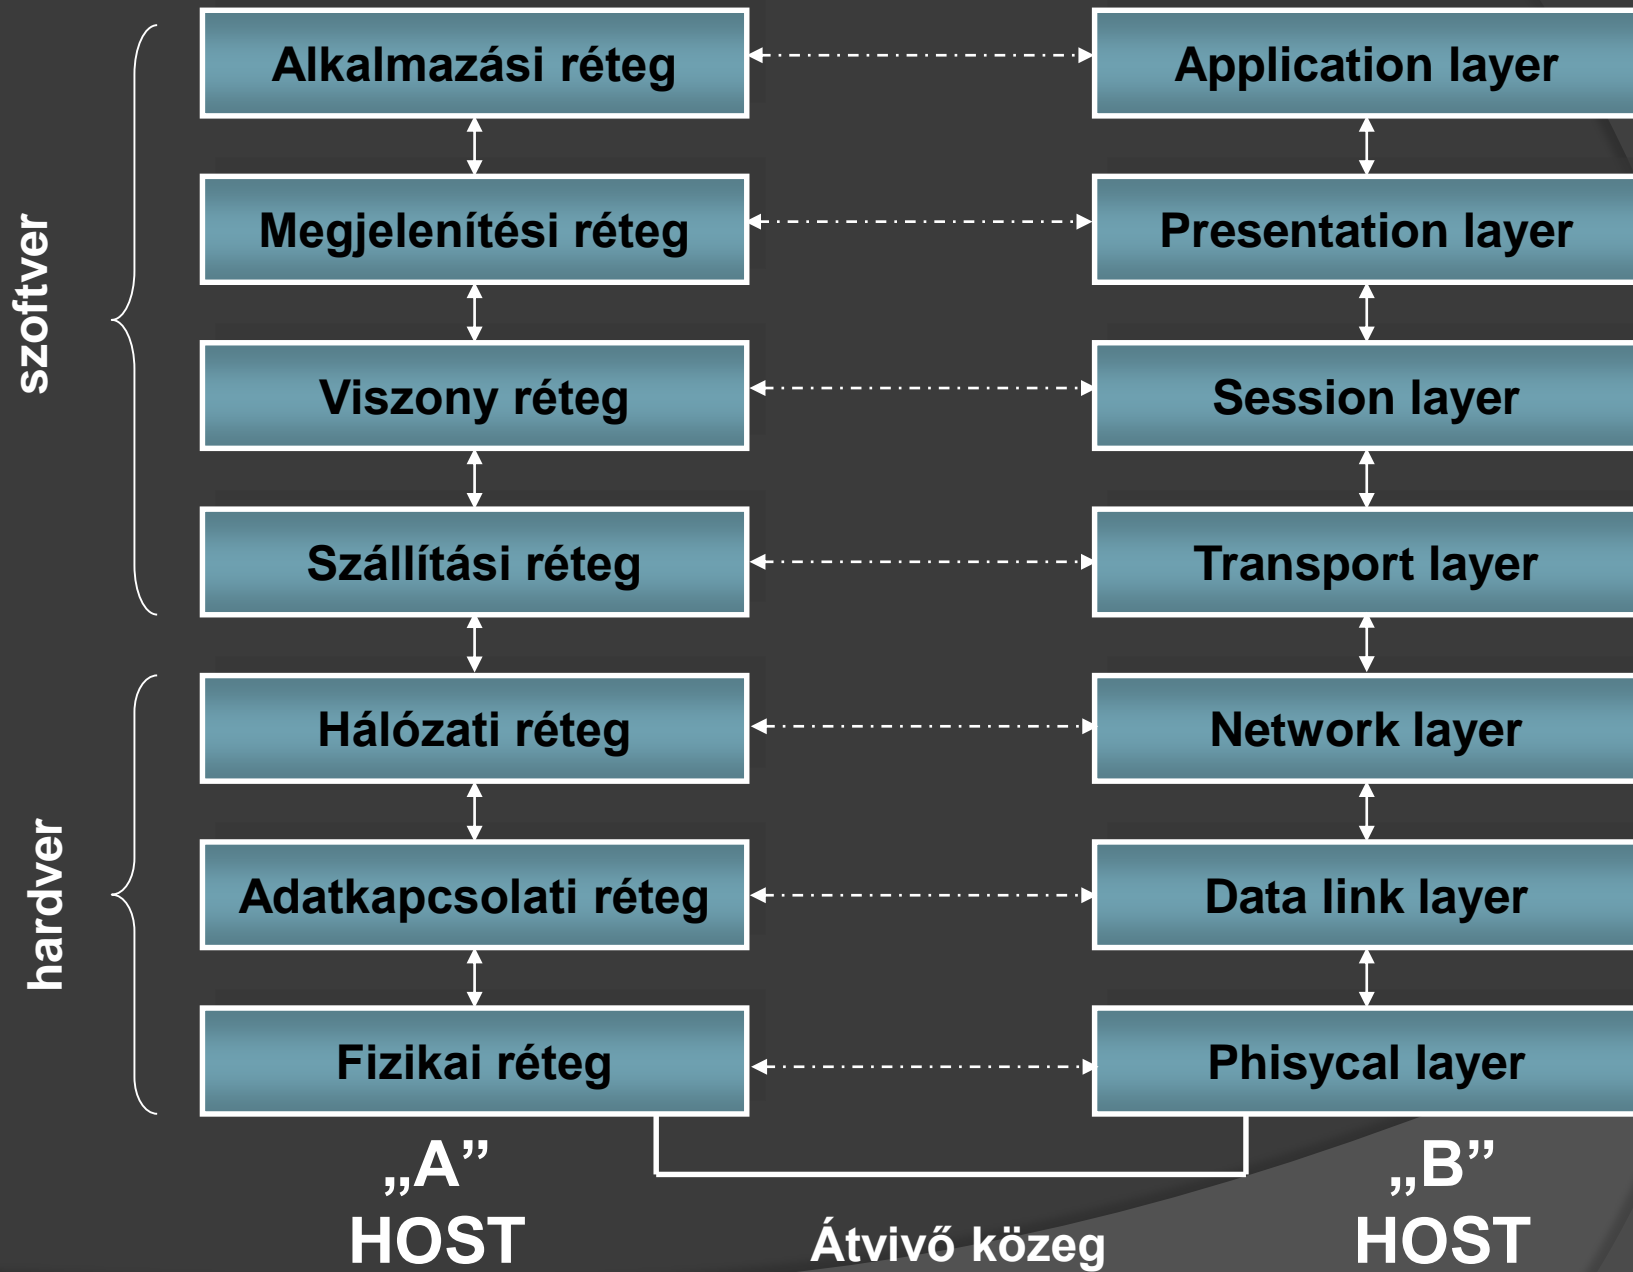 szoftver
Alkalmazási réteg
Application layer
Megjelenítési réteg
Presentation layer
Viszony réteg
Session layer
Szállítási réteg
Transport layer
hardver
Hálózati réteg
Network layer
Adatkapcsolati réteg
Data link layer
Fizikai réteg
Phisycal layer
„A”
HOST
Átvivő közeg
„B”
HOST